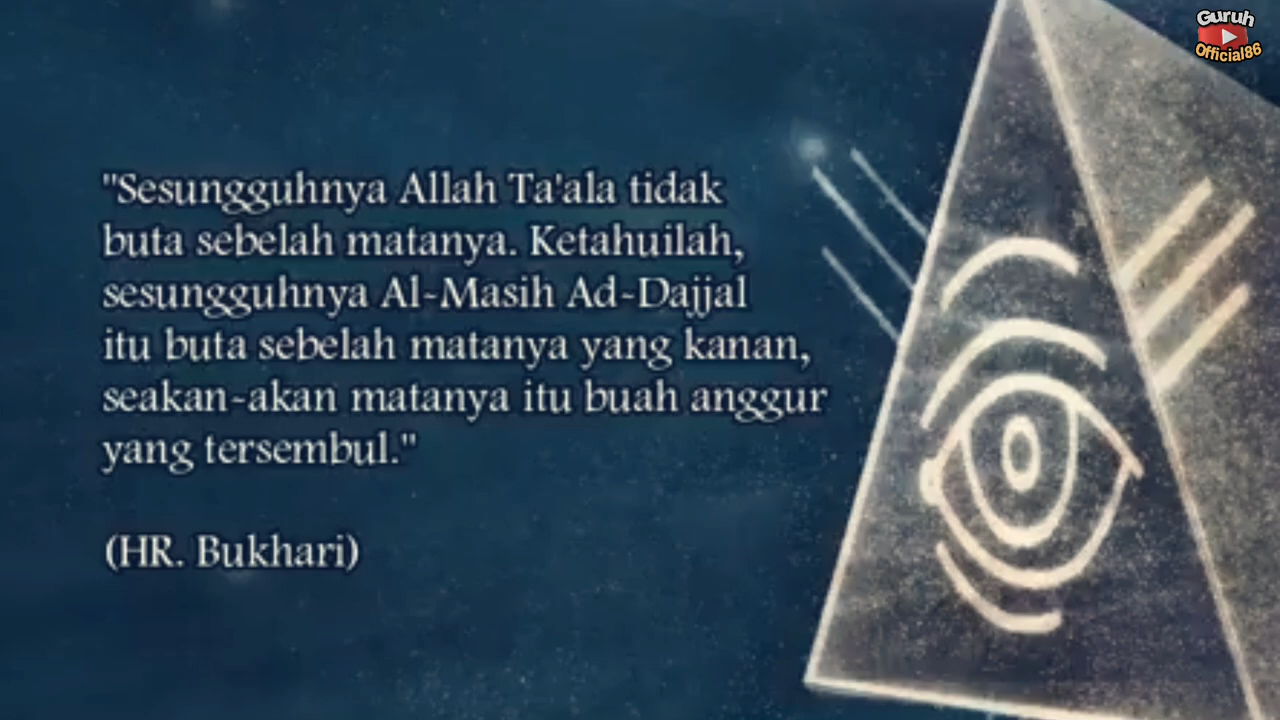 Guruh
Official86
"Sesungguhnya Allah Ta'ala tidak
buta sebelah matanya. Ketahuilah,
sesungguhnya Al-Masih Ad-Dajjal
itu buta sebelah matanya yang kanan,
seakan-akan matanya itu buah anggur
yang tersembul."
(HR. Bukhari)